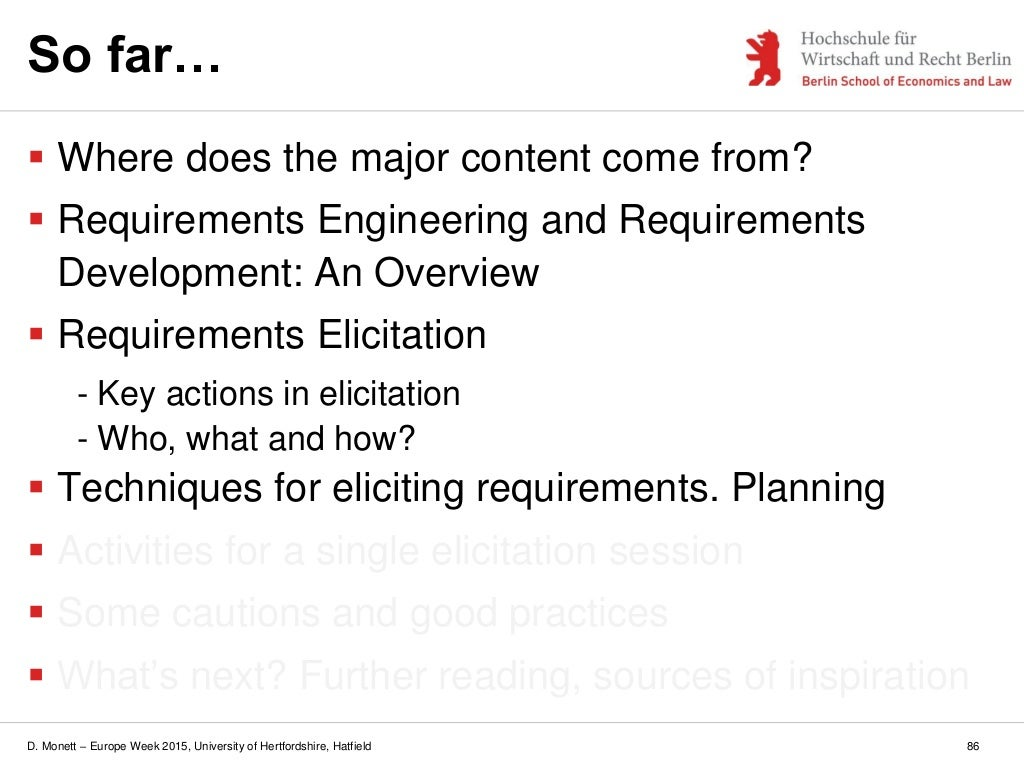 So far…
Hochschule für
Wirtschaft und Recht Berlin
Berlin School of Economics and Law
▪ Where does the major content come from?
▪ Requirements Engineering and Requirements
Development: An Overview
▪ Requirements Elicitation
- Key actions in elicitation
- Who, what and how?
▪ Techniques for eliciting requirements. Planning
▪ Activities for a single elicitation session
▪ Some cautions and good practices
▪ What's next? Further reading, sources of inspiration
D. Monett – Europe Week 2015, University of Hertfordshire, Hatfield
86